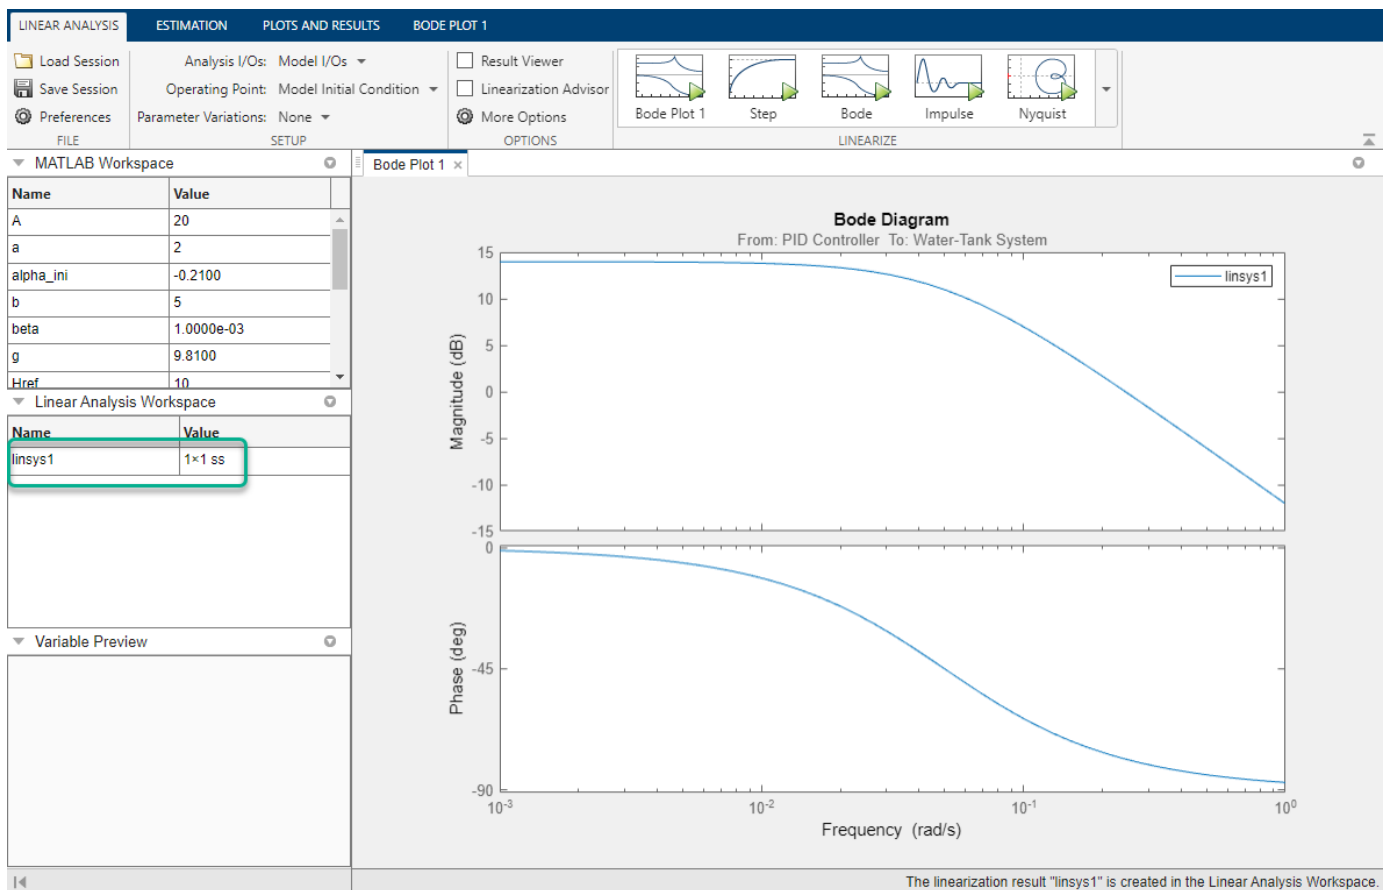 LINEAR ANALYSIS ESTIMATION PLOTS AND RESULTS BODE PLOT 1
Load Session Analysis I/Os: Model I/Os Result Viewer
Save Session Operating Point: Model Initial Condition Linearization Advisor
Preferences Parameter Variations: None More Options
Bode Plot 1 Step Bode Impulse Nyquist
FILE SETUP OPTIONS LINEARIZE
MATLAB Workspace
Name Value
A 20
a 2
alpha_ini -0.2100
b 5
beta 1.0000e-03
g 9.8100
Href 10
Linear Analysis Workspace
Name Value
linsys1 1×1 ss
Variable Preview
Bode Plot 1 ×
Bode Diagram
From: PID Controller To: Water-Tank System
linsys1
Magnitude (dB)
15
10
5
0
-5
-10
-15
Phase (deg)
0
-45
-90
10-3 10-2 10-1 100
Frequency (rad/s)
The linearization result "linsys1" is created in the Linear Analysis Workspace.